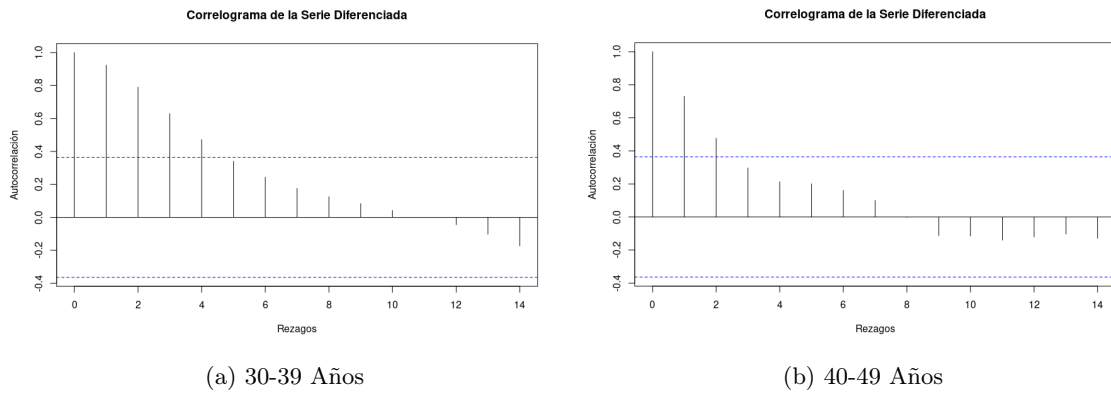 Correlograma de la Serie Diferenciada
Autocorrelación
1.0
0.8
0.6
0.4
0.2
0.0
-0.2
-0.4
0 2 4 6 8 10 12 14
Rezagos
(a) 30-39 Años
Correlograma de la Serie Diferenciada
Autocorrelación
1.0
0.8
0.6
0.4
0.2
0.0
-0.2
-0.4
0 2 4 6 8 10 12 14
Rezagos
(b) 40-49 Años